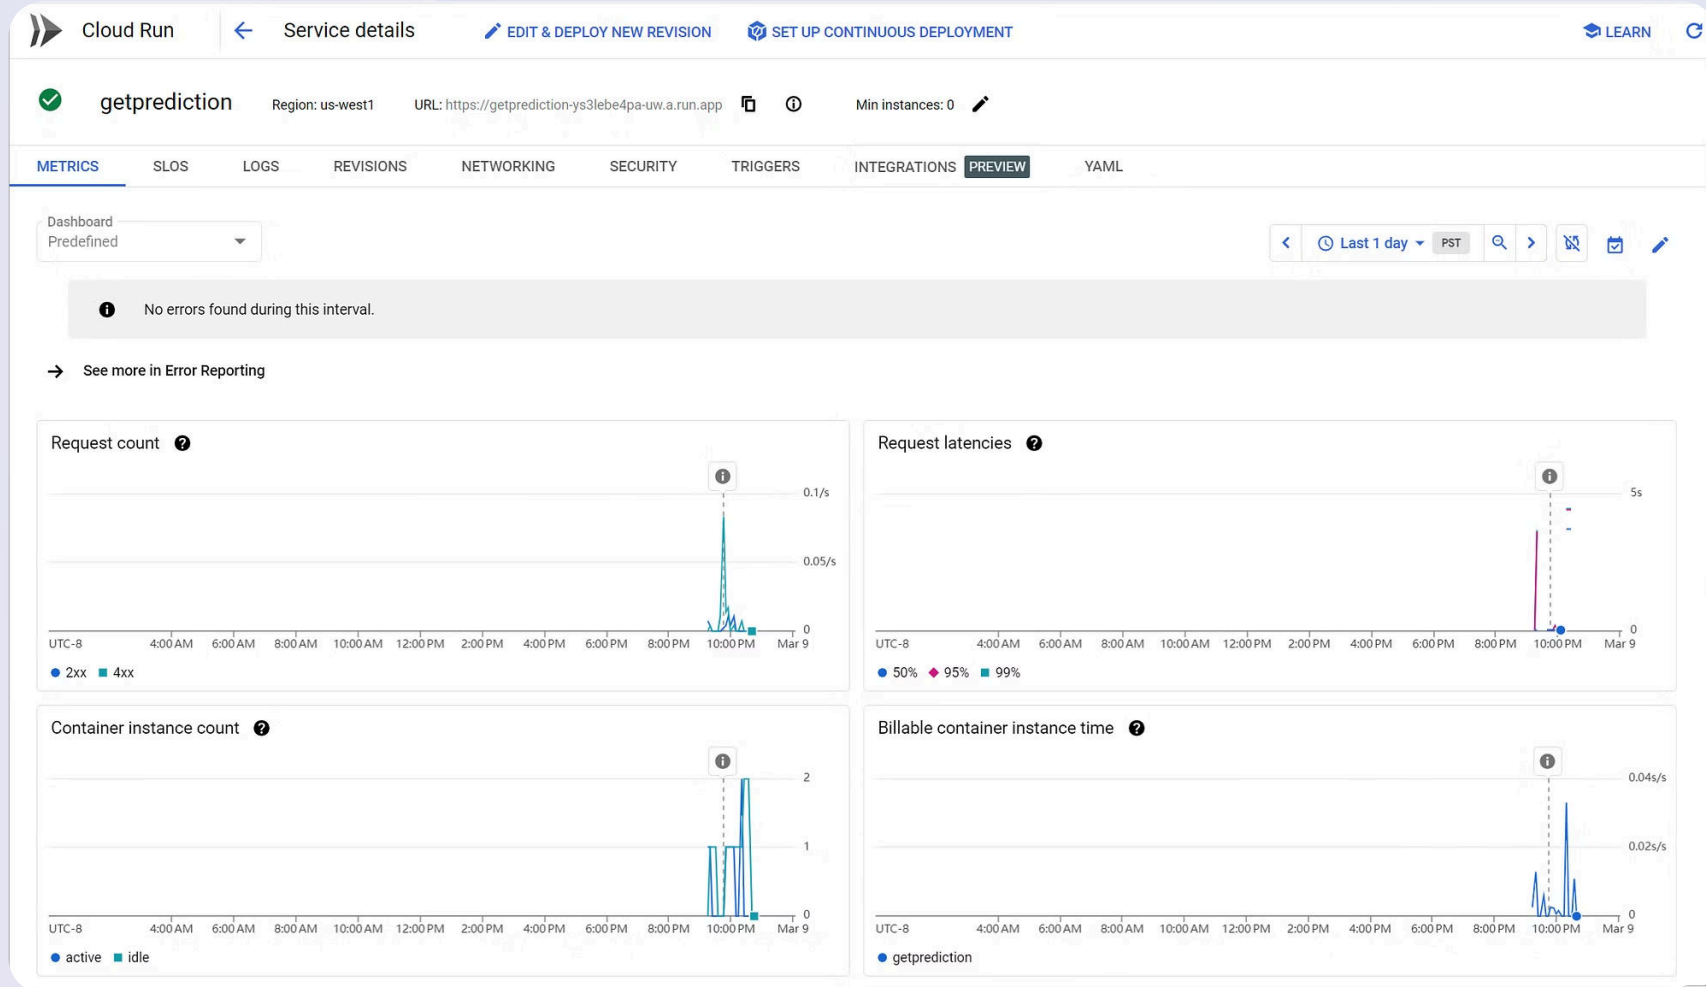 Cloud Run
Service details
EDIT & DEPLOY NEW REVISION
SET UP CONTINUOUS DEPLOYMENT
LEARN
getprediction
Region: us-west1
URL: https://getprediction-ys3lebe4pa-uw.a.run.app
Min instances: 0
METRICS
SLOS
LOGS
REVISIONS
NETWORKING
SECURITY
TRIGGERS
INTEGRATIONS PREVIEW
YAML
Dashboard
Predefined
Last 1 day
PST
No errors found during this interval.
See more in Error Reporting
Request count
0.1/s
0.05/s
0
UTC-8 4:00 AM 6:00 AM 8:00 AM 10:00 AM 12:00 PM 2:00 PM 4:00 PM 6:00 PM 8:00 PM 10:00 PM Mar 9
2xx 4xx
Request latencies
5s
0
UTC-8 4:00 AM 6:00 AM 8:00 AM 10:00 AM 12:00 PM 2:00 PM 4:00 PM 6:00 PM 8:00 PM 10:00 PM Mar 9
50% 95% 99%
Container instance count
2
1
0
UTC-8 4:00 AM 6:00 AM 8:00 AM 10:00 AM 12:00 PM 2:00 PM 4:00 PM 6:00 PM 8:00 PM 10:00 PM Mar 9
active idle
Billable container instance time
0.04s/s
0.02s/s
0
UTC-8 4:00 AM 6:00 AM 8:00 AM 10:00 AM 12:00 PM 2:00 PM 4:00 PM 6:00 PM 8:00 PM 10:00 PM Mar 9
getprediction